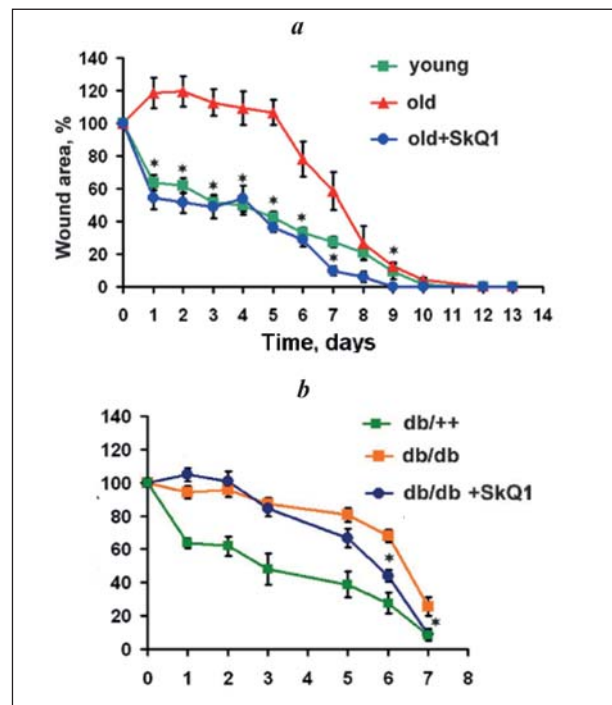 a
140
120
100
80
60
40
20
0
Wound area, %
young
old
old+SkQ1
* * * * * * * *
0 1 2 3 4 5 6 7 8 9 10 11 12 13 14
Time, days
b
140
120
100
80
60
40
20
0
db/++
db/db
db/db +SkQ1
*
*
0 1 2 3 4 5 6 7 8